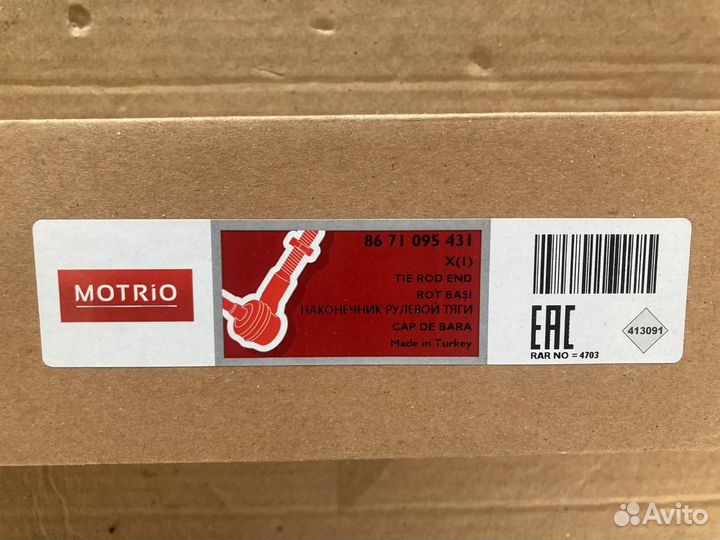 MOTRiO
86 71 095 431
X(1)
TIE ROD END
ROT BAŞI
НАКОНЕЧНИК РУЛЕВОЙ ТЯГИ
CAP DE BARA
Made in Turkey
EAC
RAR NO = 4703
413091
Avito